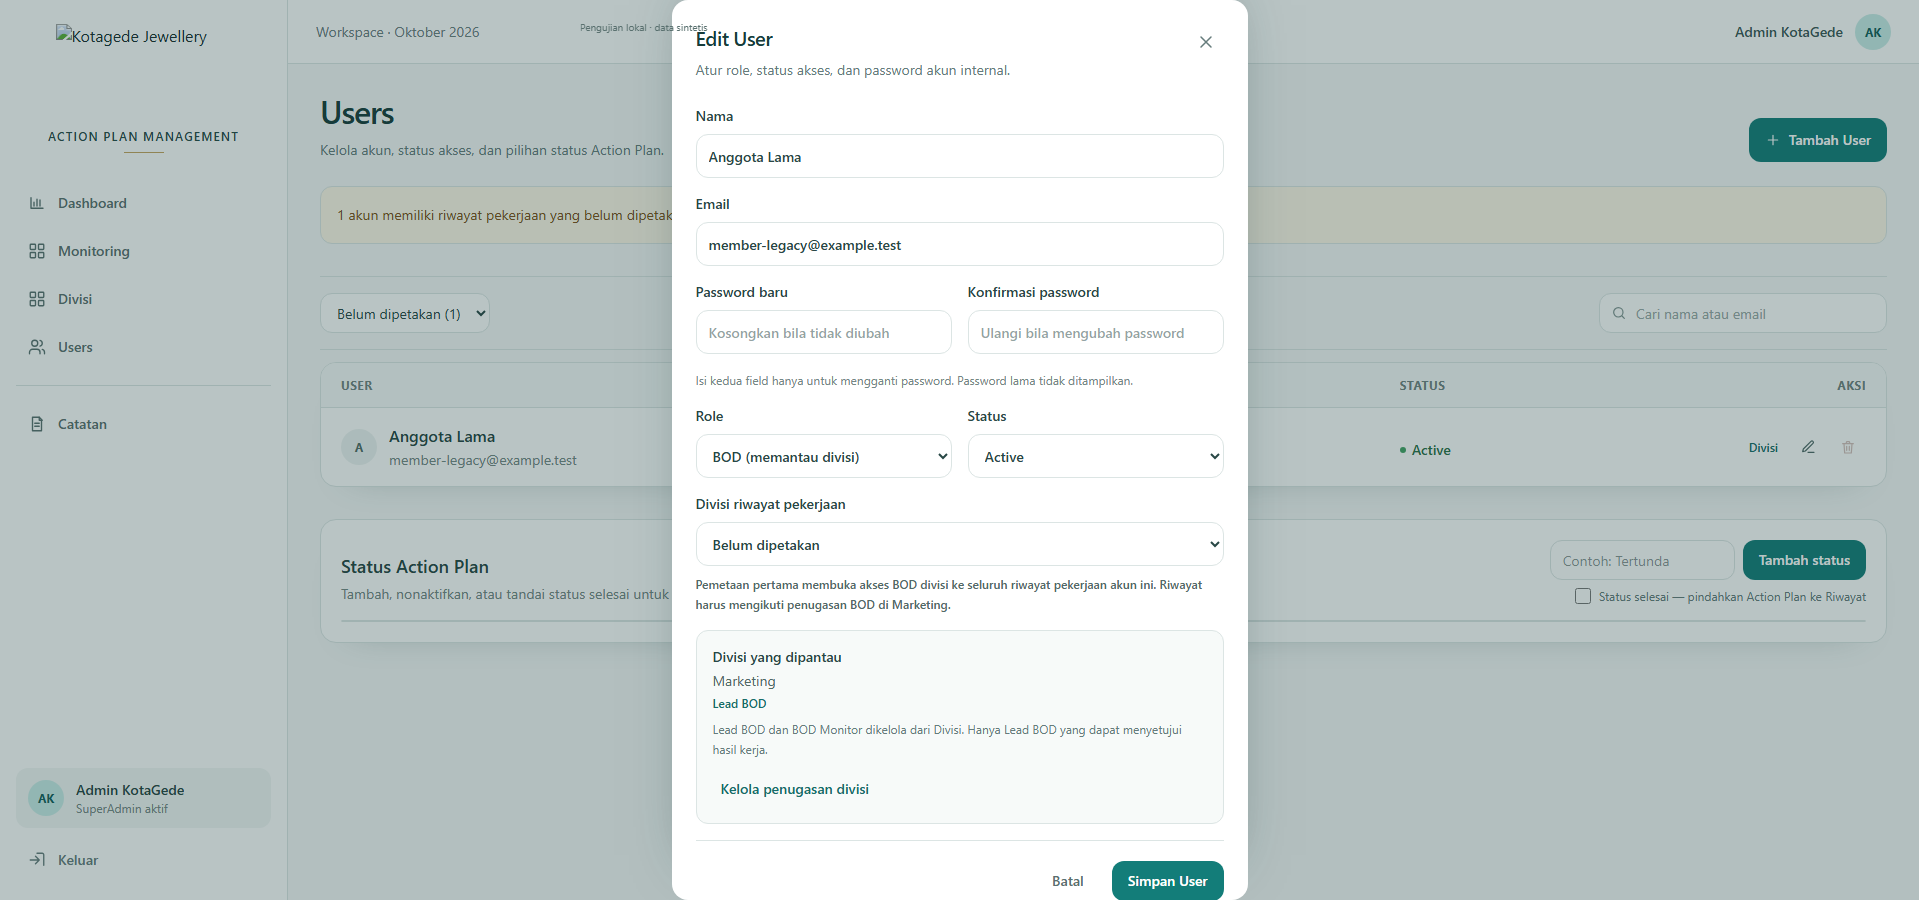 Kotagede Jewellery
ACTION PLAN MANAGEMENT
Dashboard
Monitoring
Divisi
Users
Catatan
AK
Admin KotaGede
SuperAdmin aktif
Keluar
Workspace · Oktober 2026
Pengujian lokal · data sintetis
Admin KotaGede
AK
Users
Kelola akun, status akses, dan pilihan status Action Plan.
Tambah User
1 akun memiliki riwayat pekerjaan yang belum dipetak
Belum dipetakan (1)
Cari nama atau email
USER
STATUS
AKSI
A
Anggota Lama
member-legacy@example.test
Active
Divisi
Status Action Plan
Tambah, nonaktifkan, atau tandai status selesai untuk
Contoh: Tertunda
Tambah status
Status selesai — pindahkan Action Plan ke Riwayat
Edit User
Atur role, status akses, dan password akun internal.
Nama
Anggota Lama
Email
member-legacy@example.test
Password baru
Konfirmasi password
Kosongkan bila tidak diubah
Ulangi bila mengubah password
Isi kedua field hanya untuk mengganti password. Password lama tidak ditampilkan.
Role
Status
BOD (memantau divisi)
Active
Divisi riwayat pekerjaan
Belum dipetakan
Pemetaan pertama membuka akses BOD divisi ke seluruh riwayat pekerjaan akun ini. Riwayat
harus mengikuti penugasan BOD di Marketing.
Divisi yang dipantau
Marketing
Lead BOD
Lead BOD dan BOD Monitor dikelola dari Divisi. Hanya Lead BOD yang dapat menyetujui
hasil kerja.
Kelola penugasan divisi
Batal
Simpan User